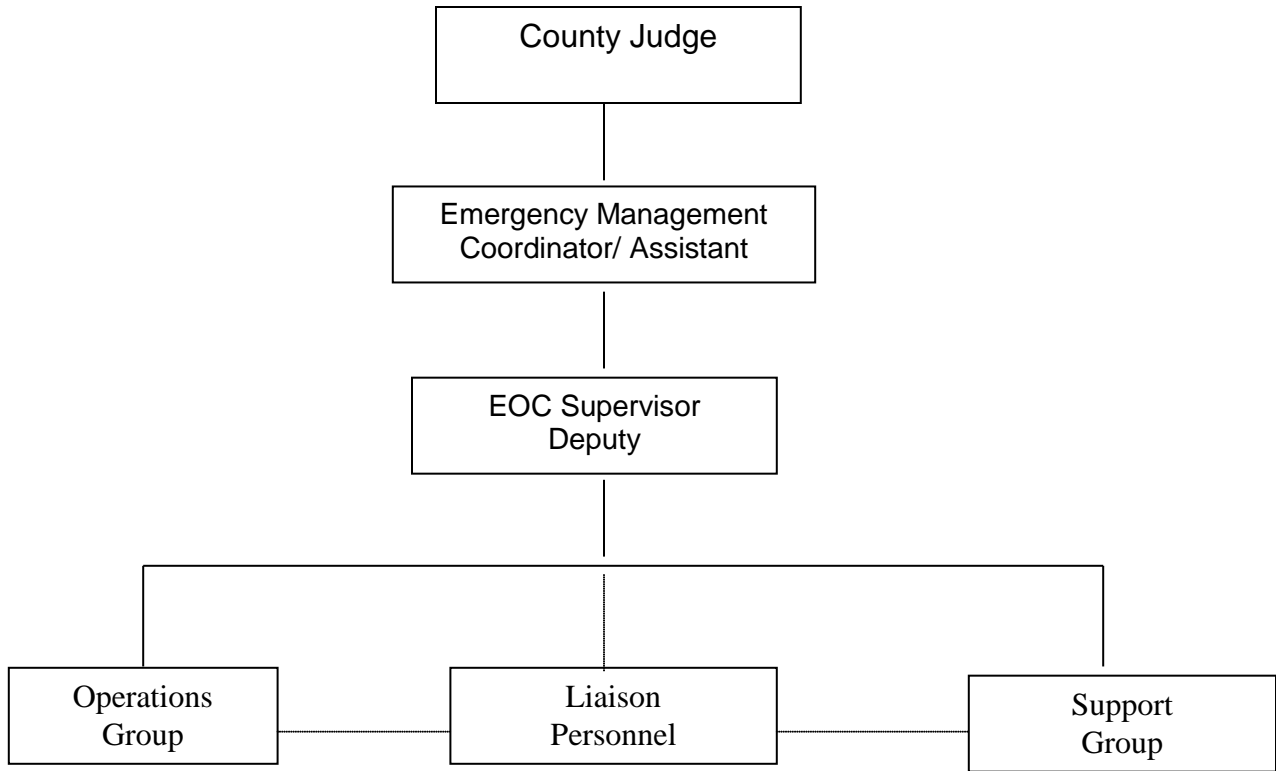 County Judge
Emergency Management
Coordinator/ Assistant
EOC Supervisor
Deputy
Operations
Group
Liaison
Personnel
Support
Group